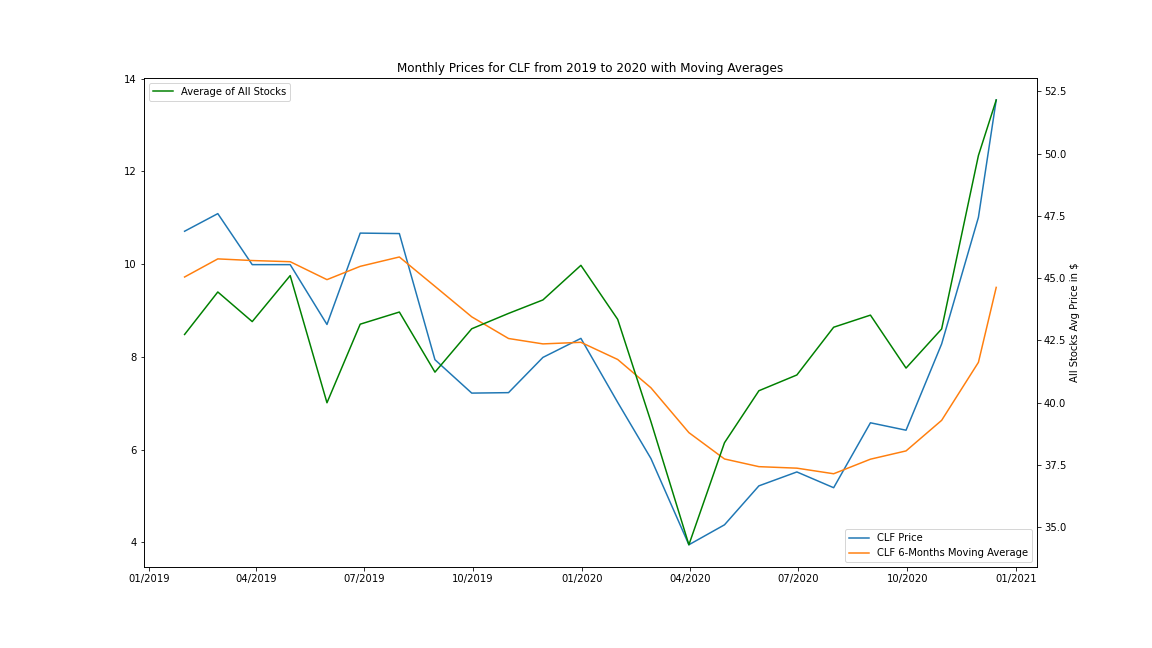 Monthly Prices for CLF from 2019 to 2020 with Moving Averages
Average of All Stocks
14
12
10
8
6
4
52.5
50.0
47.5
45.0
42.5
40.0
37.5
35.0
All Stocks Avg Price in $
CLF Price
CLF 6-Months Moving Average
01/2019 04/2019 07/2019 10/2019 01/2020 04/2020 07/2020 10/2020 01/2021